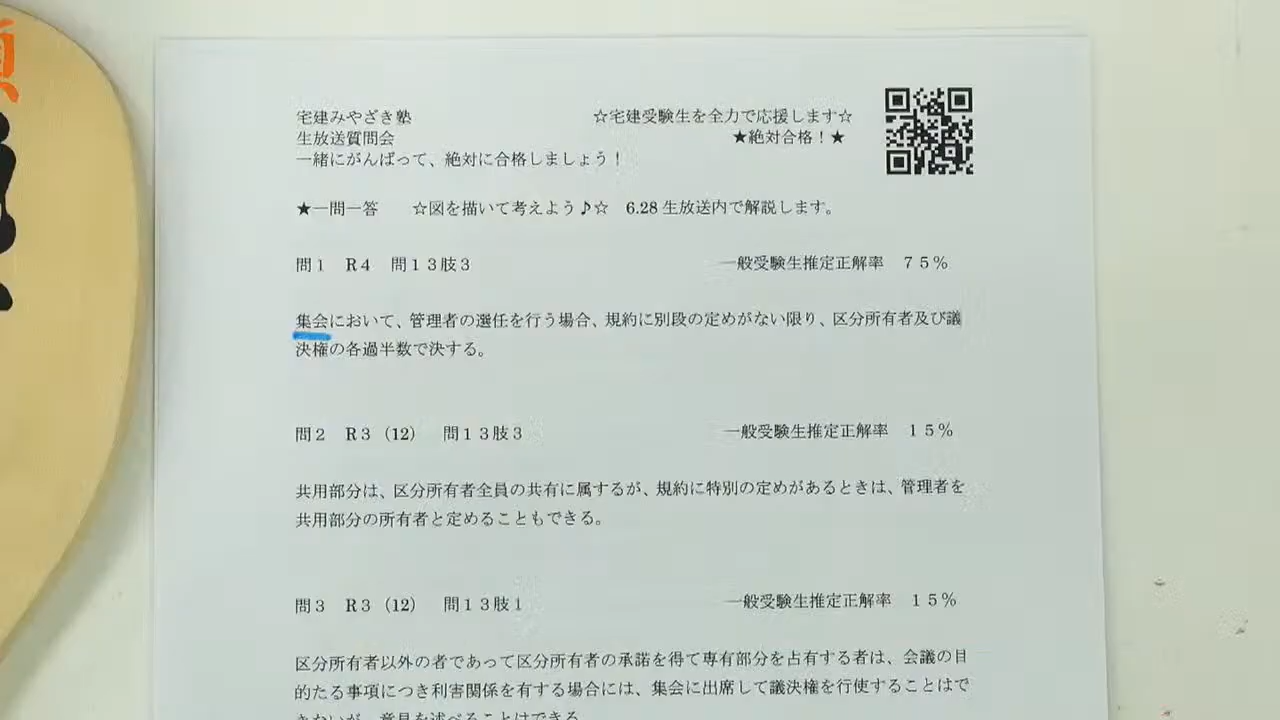 宅建みやざき塾　☆宅建受験生を全力で応援します☆
生放送質問会　★絶対合格！★
一緒にがんばって、絶対に合格しましょう！
★一問一答　☆図を描いて考えよう♪☆　6.28 生放送内で解説します。
問１　Ｒ４　問１３肢３　一般受験生推定正解率　７５％
集会において、管理者の選任を行う場合、規約に別段の定めがない限り、区分所有者及び議
決権の各過半数で決する。
問２　Ｒ３（12）　問１３肢３　一般受験生推定正解率　１５％
共用部分は、区分所有者全員の共有に属するが、規約に特別の定めがあるときは、管理者を
共用部分の所有者と定めることもできる。
問３　Ｒ３（12）　問１３肢１　一般受験生推定正解率　１５％
区分所有者以外の者であって区分所有者の承諾を得て専有部分を占有する者は、会議の目
的たる事項につき利害関係を有する場合には、集会に出席して議決権を行使することはで
きないが、意見を述べることはできる。